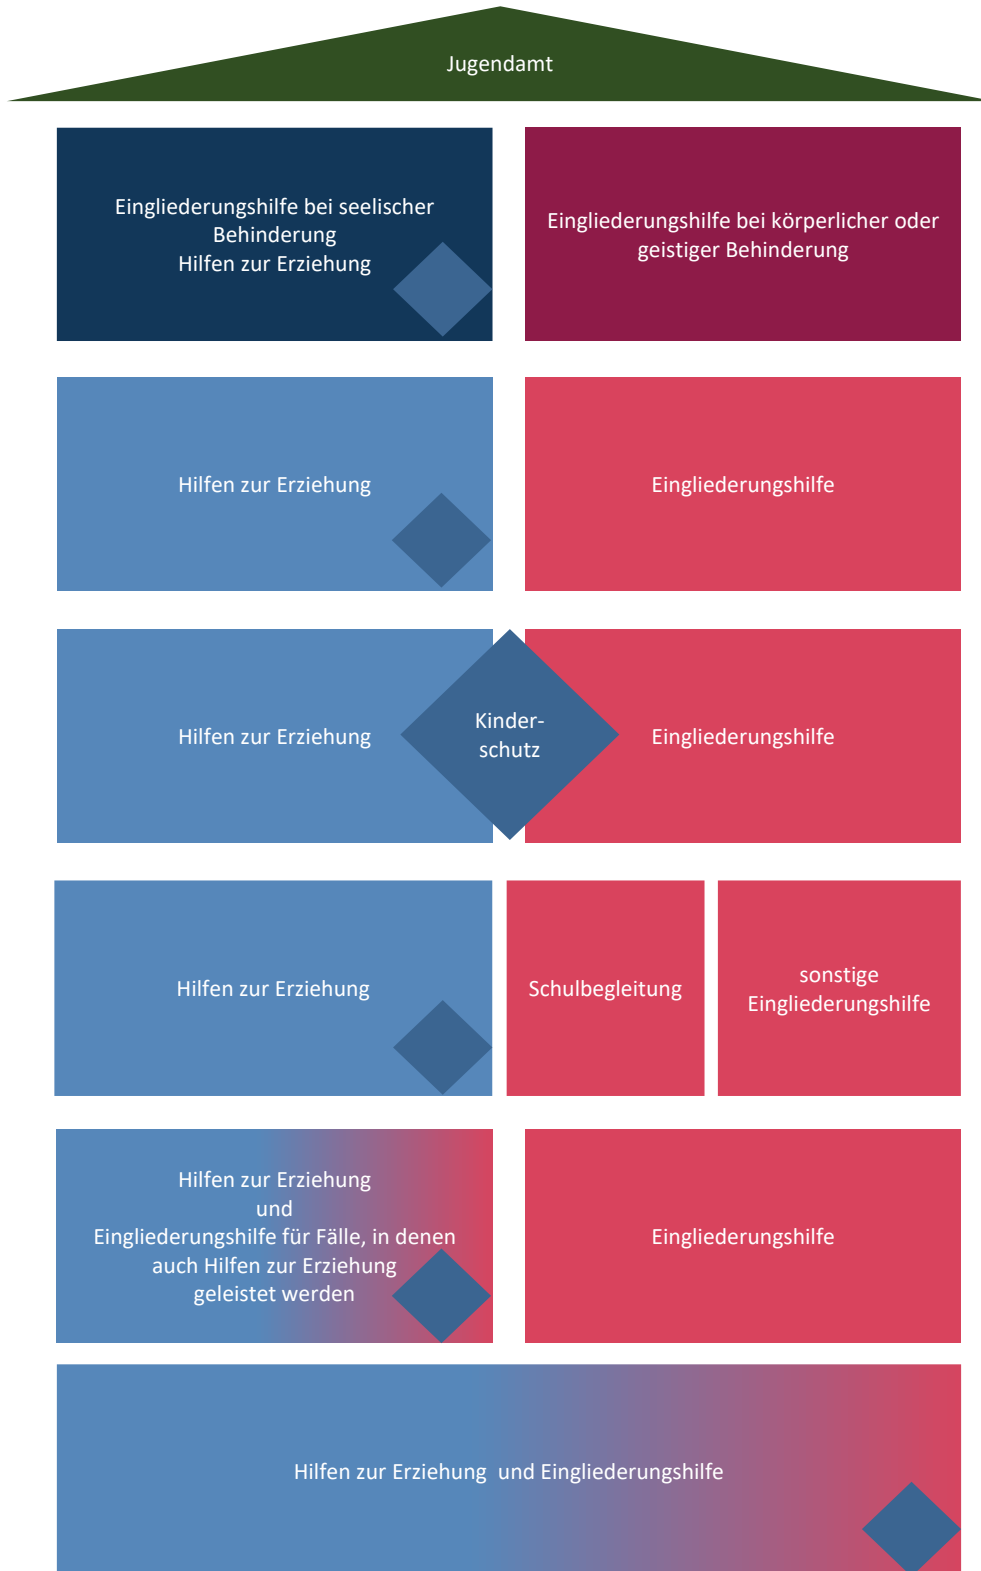 Jugendamt
Eingliederungshilfe bei seelischer
Behinderung
Hilfen zur Erziehung
Eingliederungshilfe bei körperlicher oder
geistiger Behinderung
Hilfen zur Erziehung
Eingliederungshilfe
Hilfen zur Erziehung
Kinder-
schutz
Eingliederungshilfe
Hilfen zur Erziehung
Schulbegleitung
sonstige
Eingliederungshilfe
Hilfen zur Erziehung
und
Eingliederungshilfe für Fälle, in denen
auch Hilfen zur Erziehung
geleistet werden
Eingliederungshilfe
Hilfen zur Erziehung und Eingliederungshilfe